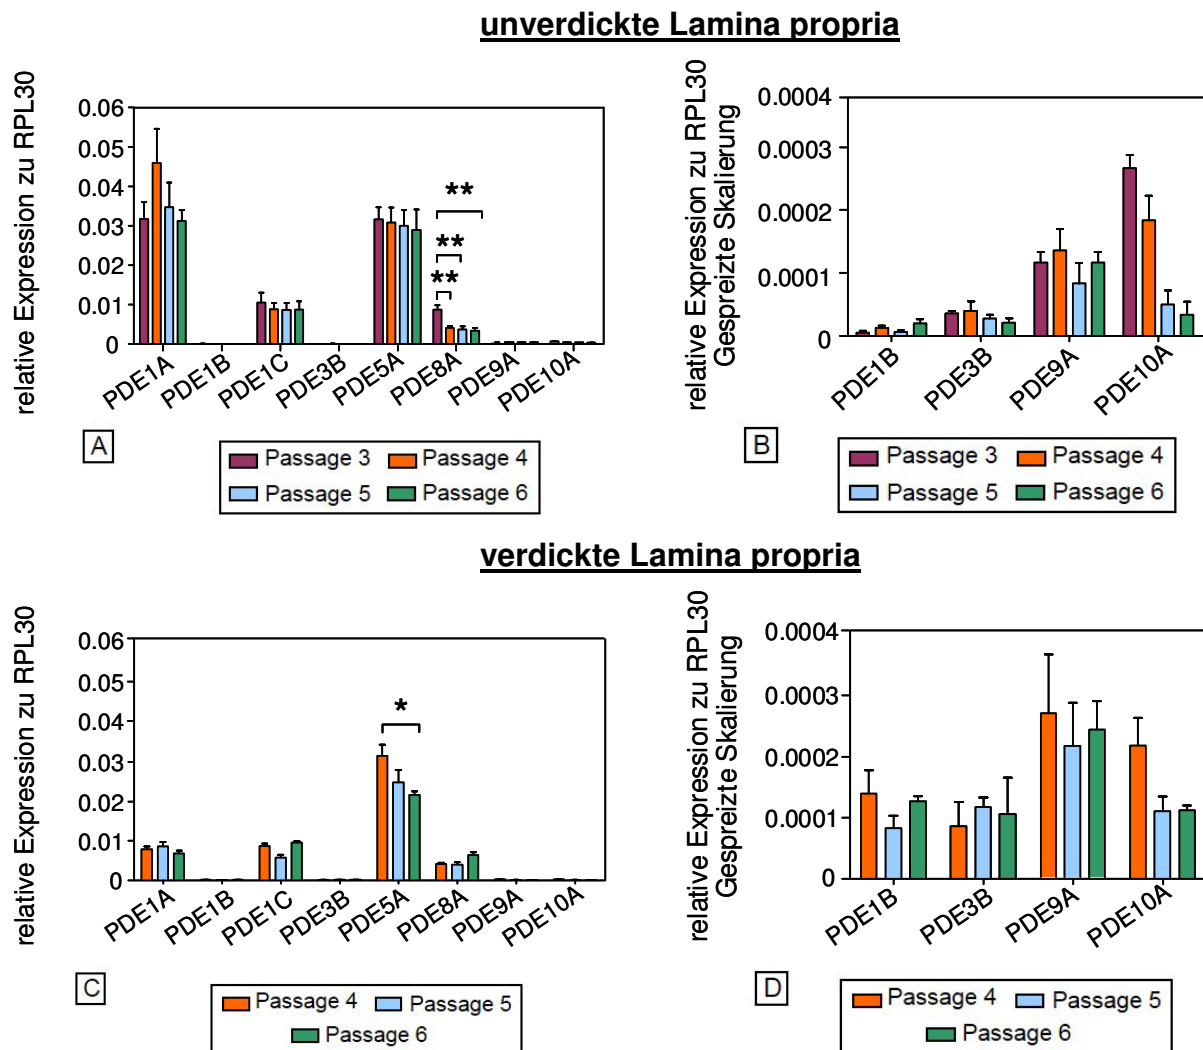 unverdickte Lamina propria
relative Expression zu RPL30
0.06
0.05
0.04
0.03
0.02
0.01
0
**
**
**
PDE1A
PDE1B
PDE1C
PDE3B
PDE5A
PDE8A
PDE9A
PDE10A
A
Passage 3
Passage 4
Passage 5
Passage 6
relative Expression zu RPL30
Gespreizte Skalierung
0.0004
0.0003
0.0002
0.0001
0
PDE1B
PDE3B
PDE9A
PDE10A
B
Passage 3
Passage 4
Passage 5
Passage 6
verdickte Lamina propria
relative Expression zu RPL30
0.06
0.05
0.04
0.03
0.02
0.01
0
*
PDE1A
PDE1B
PDE1C
PDE3B
PDE5A
PDE8A
PDE9A
PDE10A
C
Passage 4
Passage 5
Passage 6
relative Expression zu RPL30
Gespreizte Skalierung
0.0004
0.0003
0.0002
0.0001
0
PDE1B
PDE3B
PDE9A
PDE10A
D
Passage 4
Passage 5
Passage 6